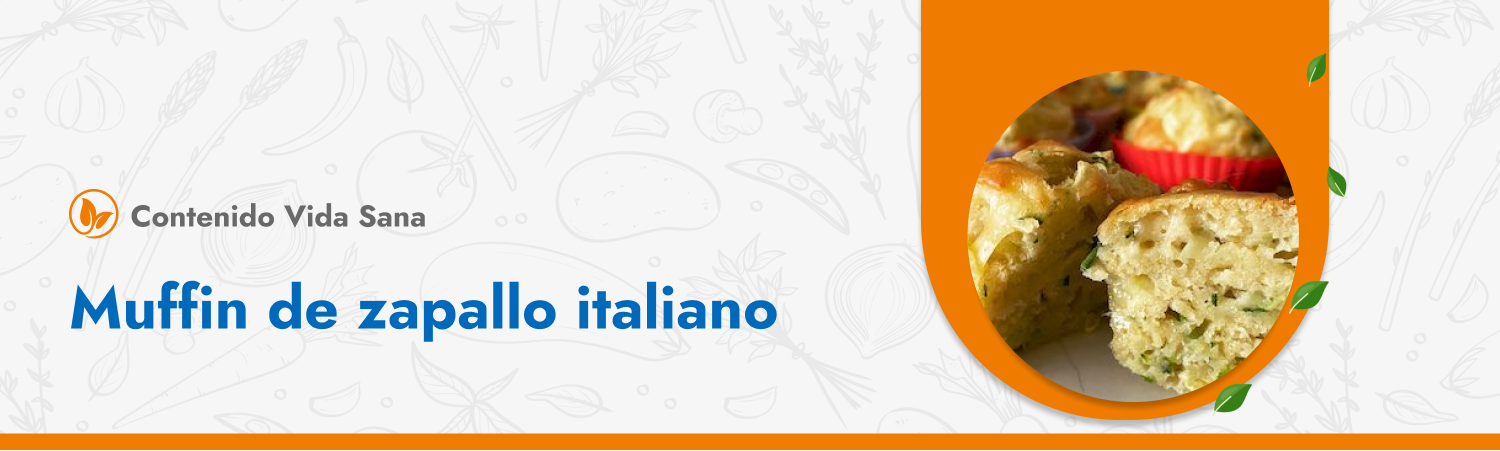 Contenido Vida Sana
Muffin de zapallo italiano